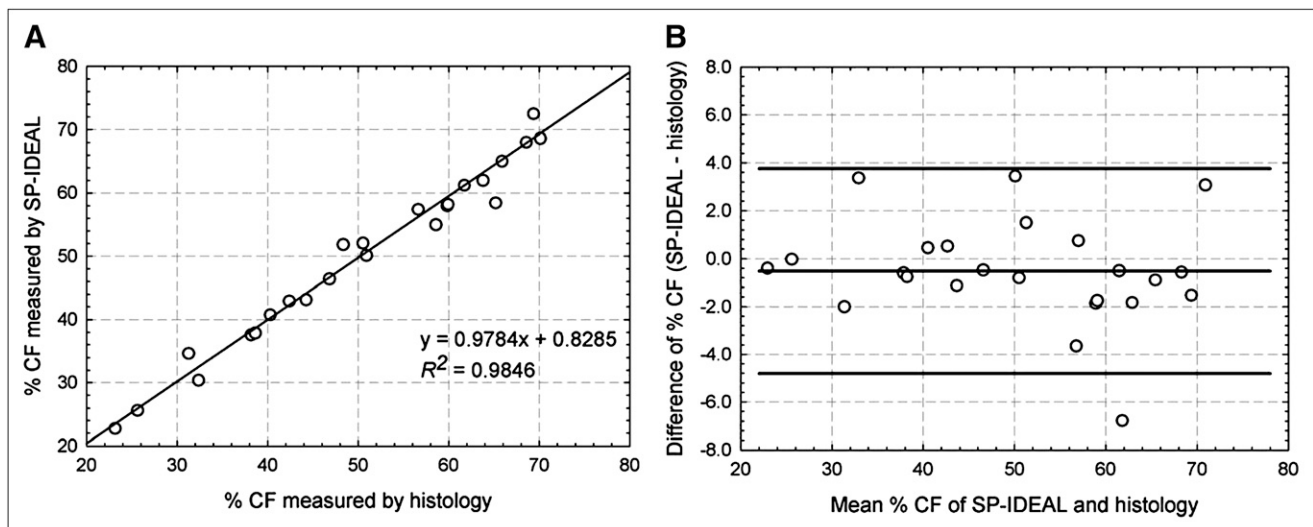 A
80
70
60
50
40
30
20
% CF measured by SP-IDEAL
y = 0.9784x + 0.8285
R² = 0.9846
20 30 40 50 60 70 80
% CF measured by histology
B
8.0
6.0
4.0
2.0
0.0
-2.0
-4.0
-6.0
-8.0
Difference of % CF (SP-IDEAL - histology)
20 30 40 50 60 70 80
Mean % CF of SP-IDEAL and histology